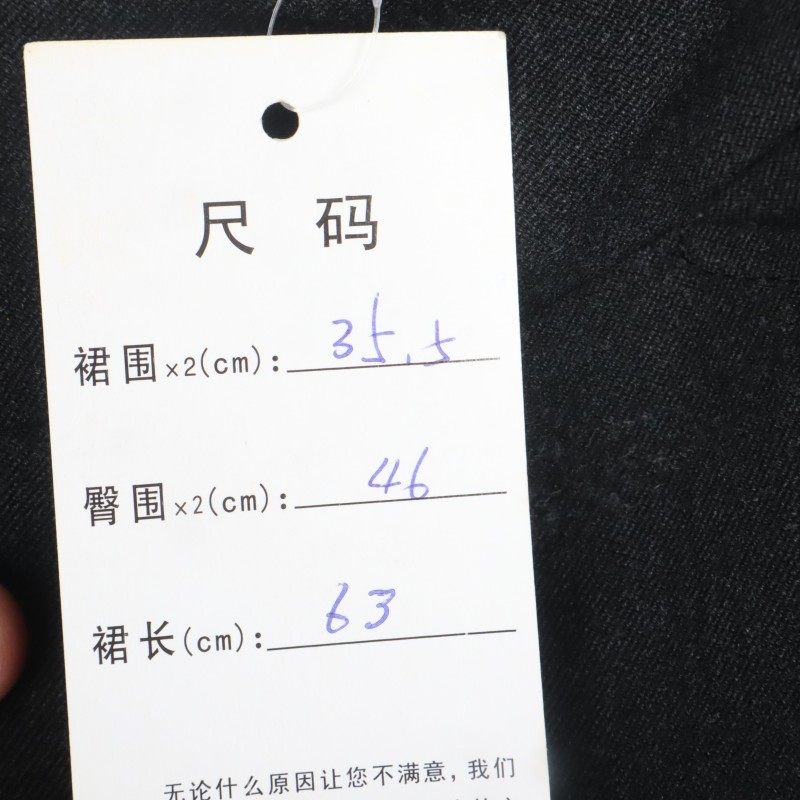 尺 码
裙围×2(cm): 35.5
臀围×2(cm): 46
裙长(cm): 63
无论什么原因让您不满意,我们